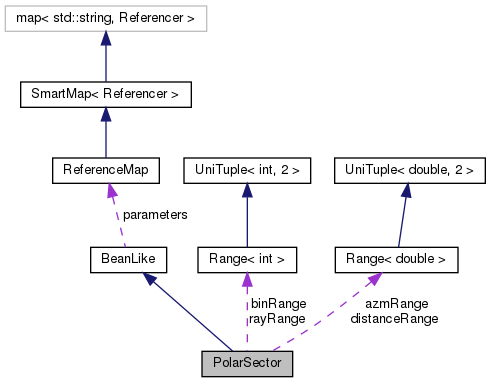 map< std::string, Referencer >
SmartMap< Referencer >
ReferenceMap
UniTuple< int, 2 >
UniTuple< double, 2 >
parameters
BeanLike
Range< int >
Range< double >
binRange
rayRange
azmRange
distanceRange
PolarSector